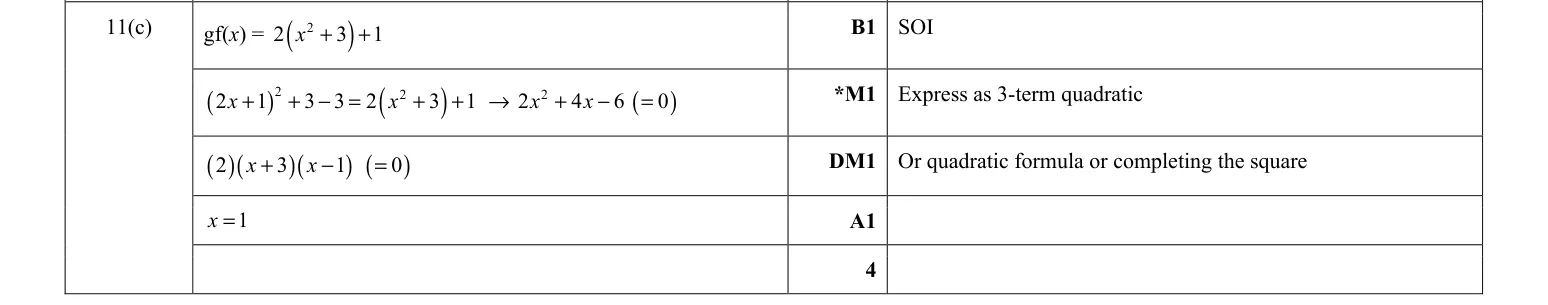 11(c) gf(x) = 2(x² + 3) + 1 B1 SOI
(2x + 1)² + 3 − 3 = 2(x² + 3) + 1 → 2x² + 4x − 6 (= 0) *M1 Express as 3-term quadratic
(2)(x + 3)(x − 1) (= 0) DM1 Or quadratic formula or completing the square
x = 1 A1
4